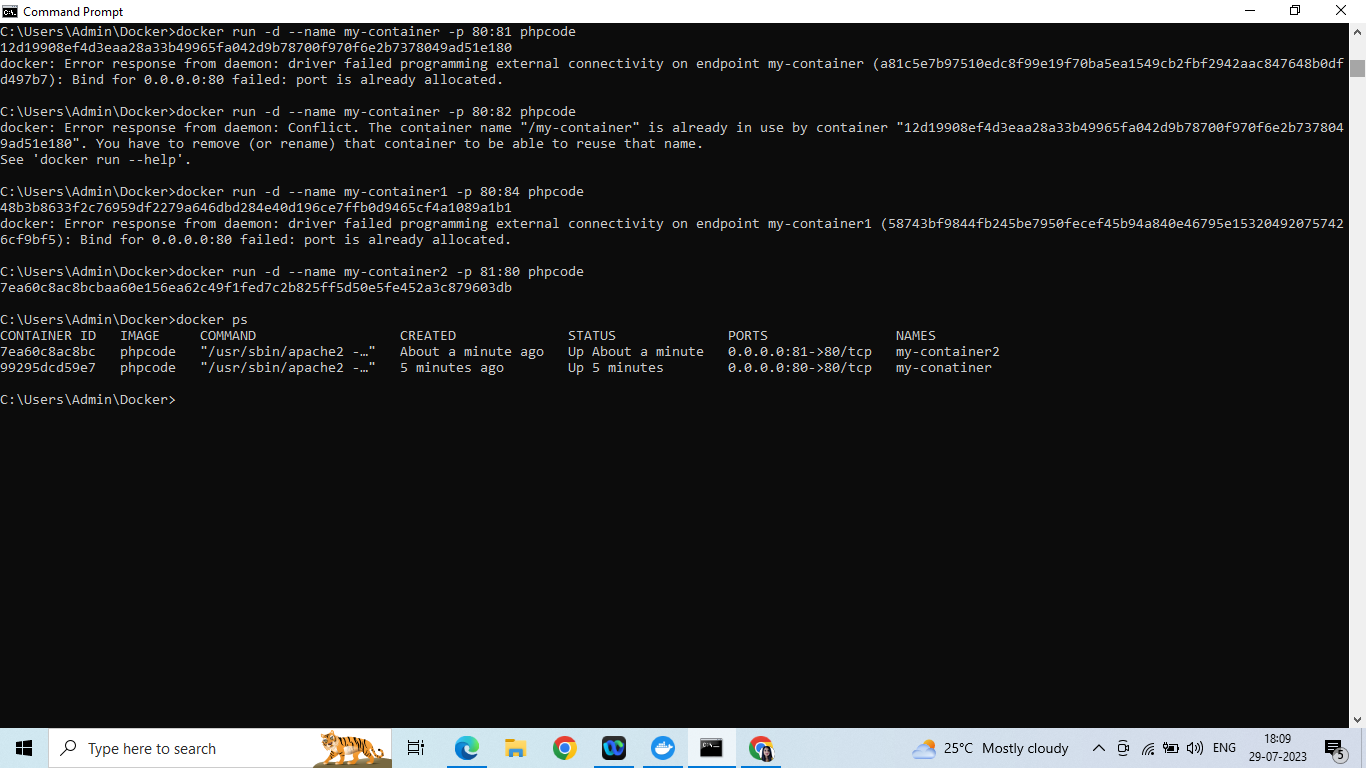 Command Prompt
C:\Users\Admin\Docker>docker run -d --name my-container -p 80:81 phpcode
12d19908ef4d3eaa28a33b49965fa042d9b78700f970f6e2b7378049ad51e180
docker: Error response from daemon: driver failed programming external connectivity on endpoint my-container (a81c5e7b97510edc8f99e19f70ba5ea1549cb2fbf2942aac847648b0df
d497b7): Bind for 0.0.0.0:80 failed: port is already allocated.
C:\Users\Admin\Docker>docker run -d --name my-container -p 80:82 phpcode
docker: Error response from daemon: Conflict. The container name "/my-container" is already in use by container "12d19908ef4d3eaa28a33b49965fa042d9b78700f970f6e2b737804
9ad51e180". You have to remove (or rename) that container to be able to reuse that name.
See 'docker run --help'.
C:\Users\Admin\Docker>docker run -d --name my-container1 -p 80:84 phpcode
48b3b8633f2c76959df2279a646dbd284e40d196ce7ffb0d9465cf4a1089a1b1
docker: Error response from daemon: driver failed programming external connectivity on endpoint my-container1 (58743bf9844fb245be7950fecef45b94a840e46795e15320492075742
6cf9bf5): Bind for 0.0.0.0:80 failed: port is already allocated.
C:\Users\Admin\Docker>docker run -d --name my-container2 -p 81:80 phpcode
7ea60c8ac8bcbaa60e156ea62c49f1fed7c2b825ff5d50e5fe452a3c879603db
C:\Users\Admin\Docker>docker ps
CONTAINER ID IMAGE COMMAND CREATED STATUS PORTS NAMES
7ea60c8ac8bc phpcode "/usr/sbin/apache2 -…" About a minute ago Up About a minute 0.0.0.0:81->80/tcp my-container2
99295dcd59e7 phpcode "/usr/sbin/apache2 -…" 5 minutes ago Up 5 minutes 0.0.0.0:80->80/tcp my-conatiner
C:\Users\Admin\Docker>
Type here to search
25°C Mostly cloudy
ENG
18:09
29-07-2023
5